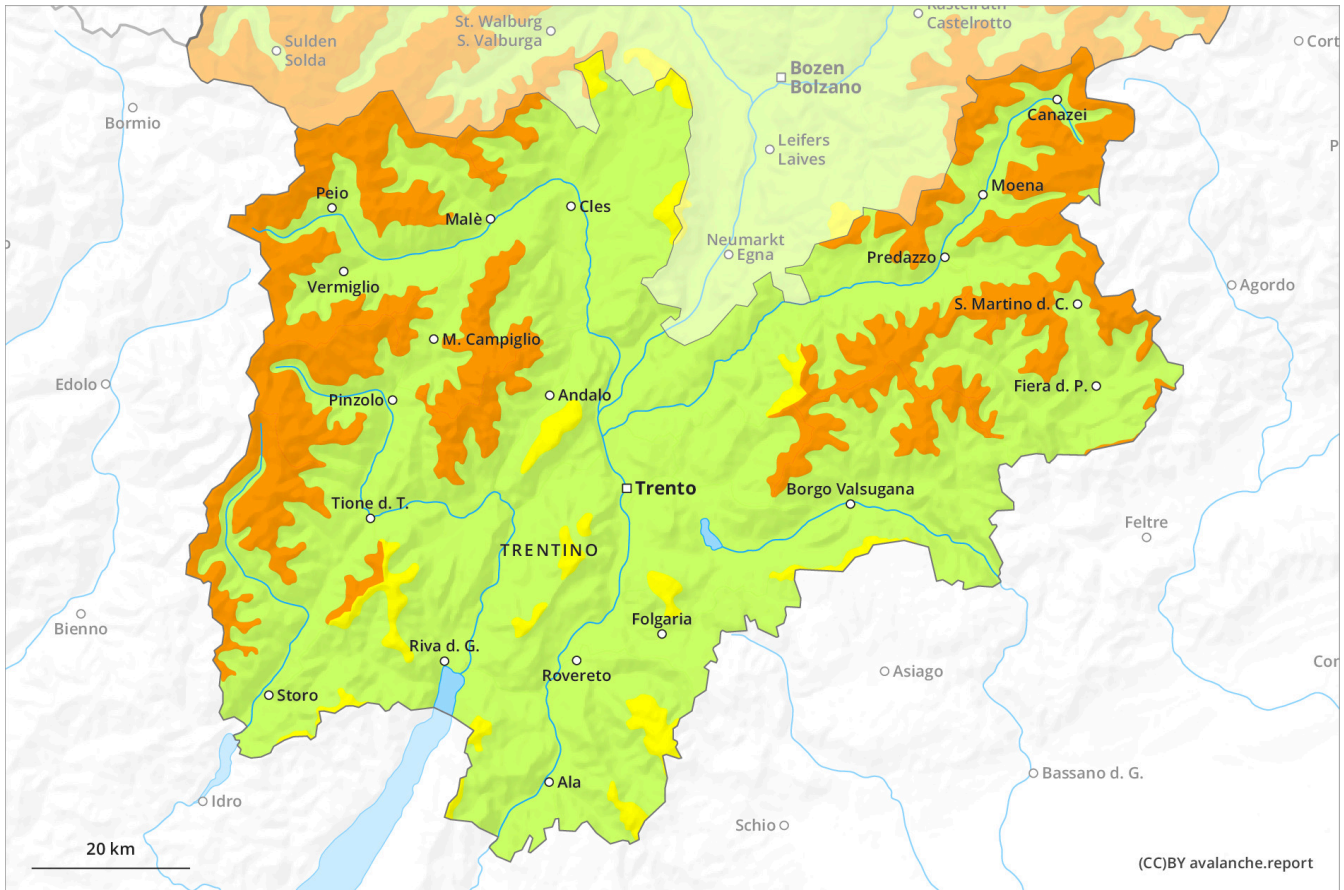 Kastelruth
Castelrotto
St. Walburg
S. Valburga
Sulden
Solda
Cort
Bozen
Bolzano
Bormio
Canazei
Leifers
Laives
P
Peio
Moena
Malè
Cles
Neumarkt
Egna
Predazzo
Vermiglio
Agordo
S. Martino d. C.
M. Campiglio
Edolo
Fiera d. P.
Andalo
Pinzolo
Trento
Borgo Valsugana
Tione d. T.
Feltre
TRENTINO
Bienno
Folgaria
Riva d. G.
Cor
Asiago
Rovereto
Storo
Bassano d. G.
Ala
Idro
Schio
20 km
(CC)BY avalanche.report